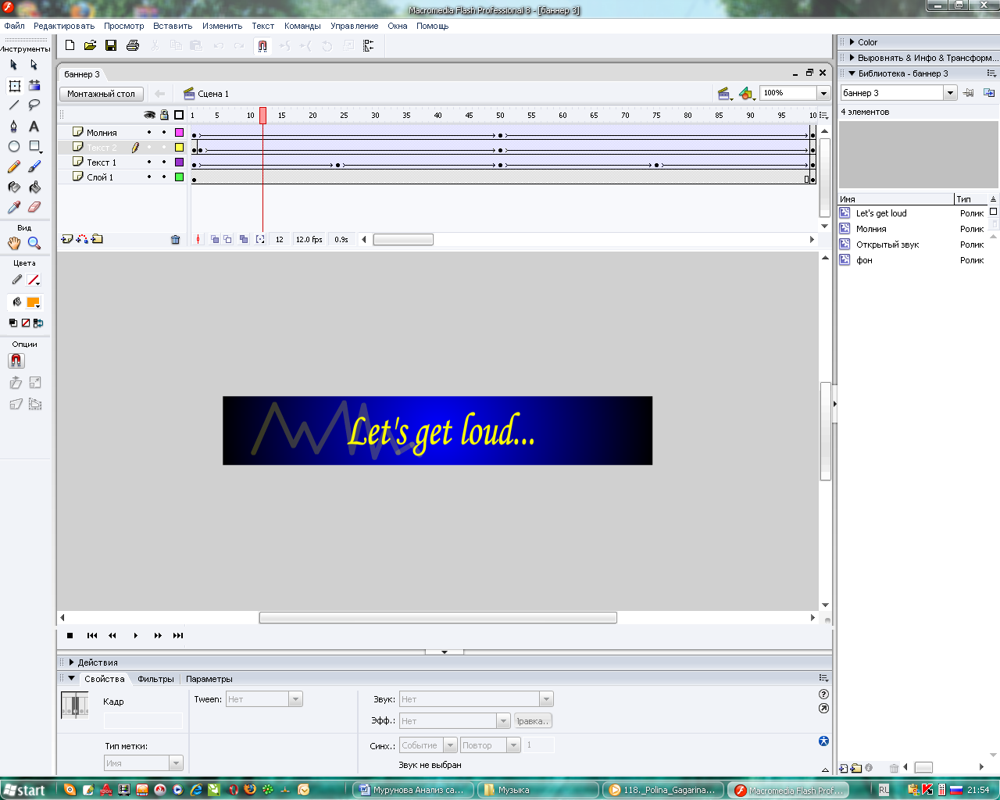 Macromedia Flash Professional 8 - [баннер 3]
Файл Редактировать Просмотр Вставить Изменить Текст Команды Управление Окна Помощь
Инструменты
баннер 3
Монтажный стол
Сцена 1
100%
1 5 10 15 20 25 30 35 40 45 50 55 60 65 70 75 80 85 90 95 10
Молния
Текст 2
Текст 1
Слой 1
12 12.0 fps 0.9s
Вид
Цвета
Опции
Let's get loud...
Действия
Свойства Фильтры Параметры
Кадр
Tween: Нет
Звук: Нет
Эфф.: Нет
Правка..
Тип метки:
Имя
Синх.: Событие Повтор 1
Звук не выбран
Color
Выровнять & Инфо & Трансформ...
Библиотека - баннер 3
баннер 3
4 элементов
Имя Тип
Let's get loud Ролик
Молния Ролик
Открытый звук Ролик
фон Ролик
start
Мурунова Анализ са...
Музыка
118._Polina_Gagarina...
Macromedia Flash Prof...
RL
21:54